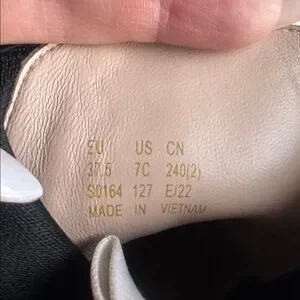 EU US CN
37.5 7C 240(2)
S0164 127 E/22
MADE IN VIETNAM